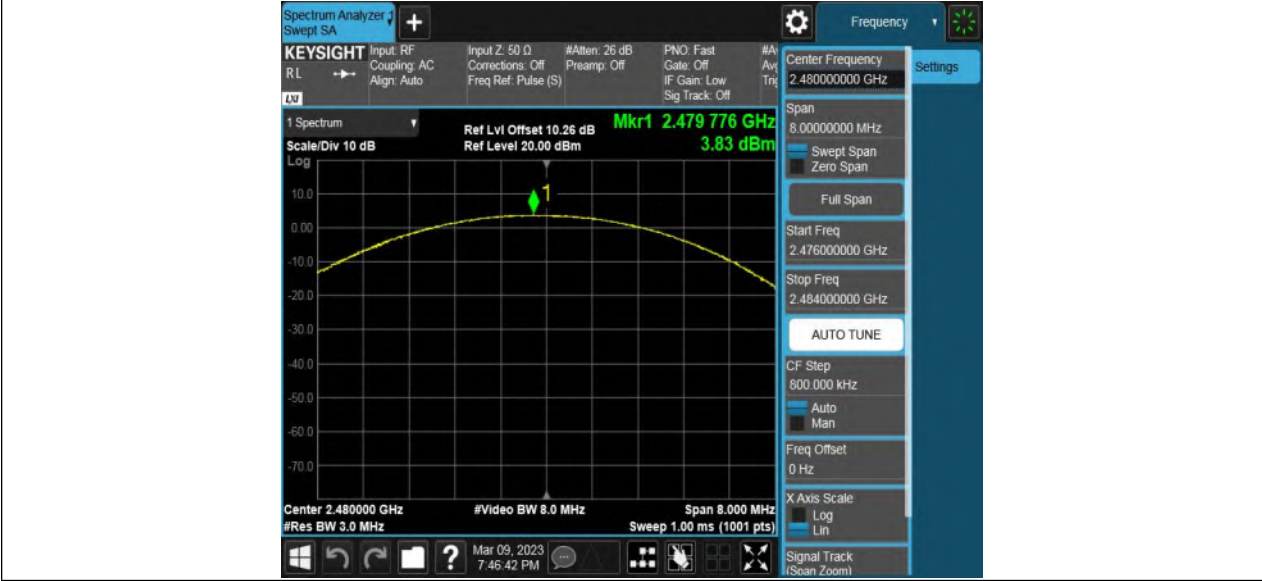 Spectrum Analyzer 1
Swept SA
+
Frequency
KEYSIGHT
RL
LXI
Input: RF
Coupling: AC
Align: Auto
Input Z: 50 Ω
Corrections: Off
Freq Ref: Pulse (S)
#Atten: 26 dB
Preamp: Off
PNO: Fast
Gate: Off
IF Gain: Low
Sig Track: Off
1 Spectrum
Scale/Div 10 dB
Log
Ref Lvl Offset 10.26 dB
Ref Level 20.00 dBm
Mkr1 2.479 776 GHz
3.83 dBm
1
10.0
0.00
-10.0
-20.0
-30.0
-40.0
-50.0
-60.0
-70.0
Center 2.480000 GHz
#Video BW 8.0 MHz
Span 8.000 MHz
#Res BW 3.0 MHz
Sweep 1.00 ms (1001 pts)
?
Mar 09, 2023
7:46:42 PM
Center Frequency
2.480000000 GHz
Settings
Span
8.00000000 MHz
Swept Span
Zero Span
Full Span
Start Freq
2.476000000 GHz
Stop Freq
2.484000000 GHz
AUTO TUNE
CF Step
800.000 kHz
Auto
Man
Freq Offset
0 Hz
X Axis Scale
Log
Lin
Signal Track
(Span Zoom)